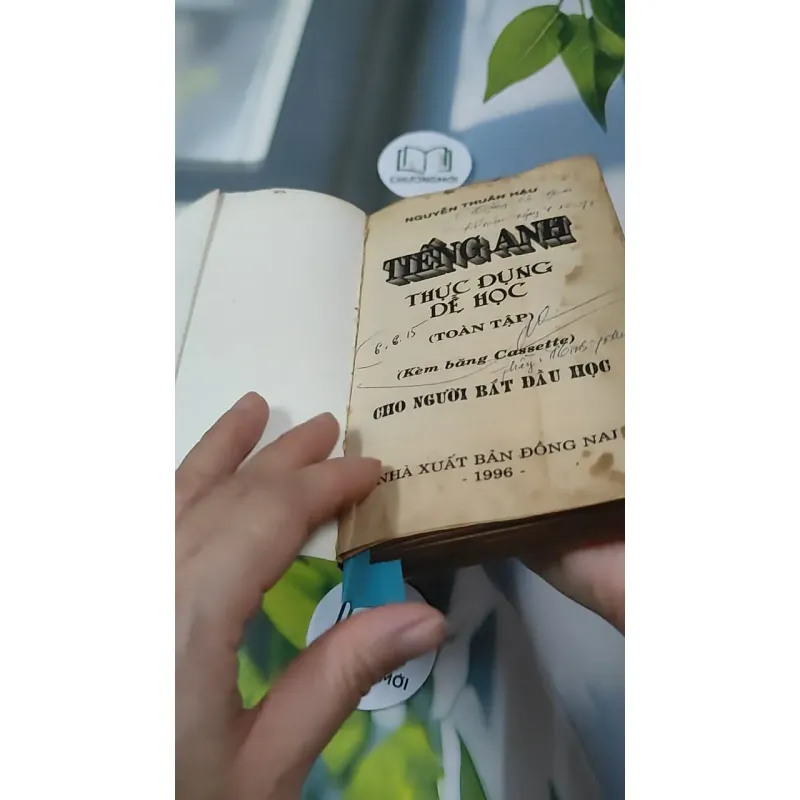 CHƯƠNGMỚI
NGUYỄN THUẦN HẬU
TIẾNG ANH
THỰC DỤNG
DỄ HỌC
(TOÀN TẬP)
6.6.15
(Kèm băng Cassette)
CHO NGƯỜI BẮT ĐẦU HỌC
NHÀ XUẤT BẢN ĐỒNG NAI
- 1996 -
MỚI